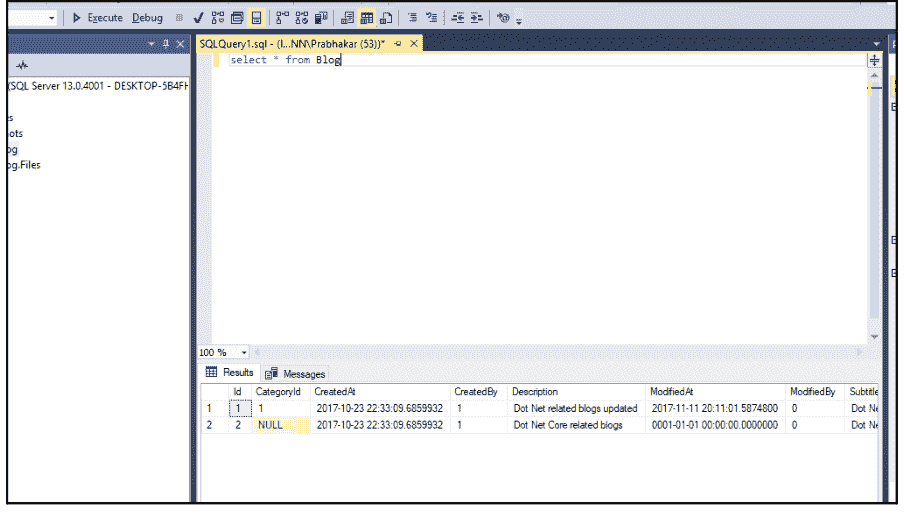 Execute Debug
SQLQuery1.sql - (l...NN\Prabhakar (53))*
select * from Blog
(SQL Server 13.0.4001 - DESKTOP-5B4FH
es
ots
og
og.Files
100 %
Results Messages
Id CategoryId CreatedAt CreatedBy Description ModifiedAt ModifiedBy Subtitle
1 1 1 2017-10-23 22:33:09.6859932 1 Dot Net related blogs updated 2017-11-11 20:11:01.5874800 0 Dot Ne
2 2 NULL 2017-10-23 22:33:09.6859932 1 Dot Net Core related blogs 0001-01-01 00:00:00.0000000 0 Dot Ne